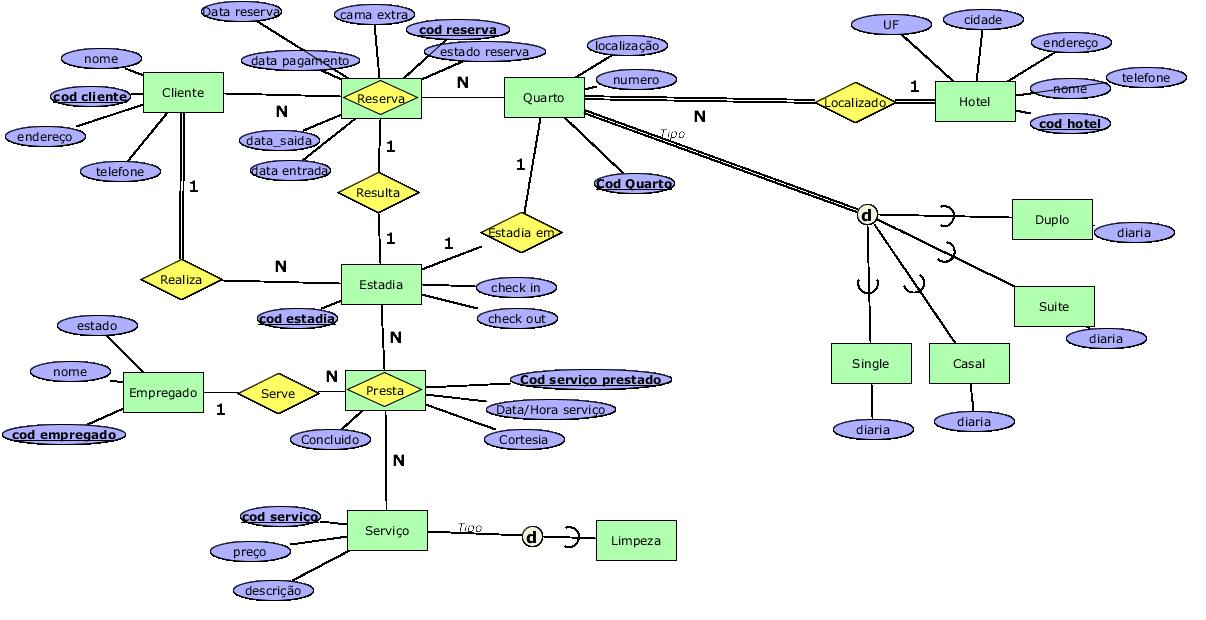 Data reserva
cama extra
cod reserva
estado reserva
data pagamento
nome
Cliente
cod cliente
endereço
telefone
N
Reserva
N
data_saida
data entrada
Quarto
localização
numero
Cod Quarto
N
Localizado
1
UF
cidade
endereço
nome
telefone
Hotel
cod hotel
Tipo
d
Duplo
diaria
Suite
diaria
Single
diaria
Casal
diaria
1
Resulta
1
1
Estadia em
1
1
Realiza
N
Estadia
check in
check out
cod estadia
N
estado
nome
Empregado
cod empregado
1
Serve
N
Presta
Cod serviço prestado
Data/Hora serviço
Cortesia
Concluido
N
cod serviço
preço
descrição
Serviço
Tipo
d
Limpeza